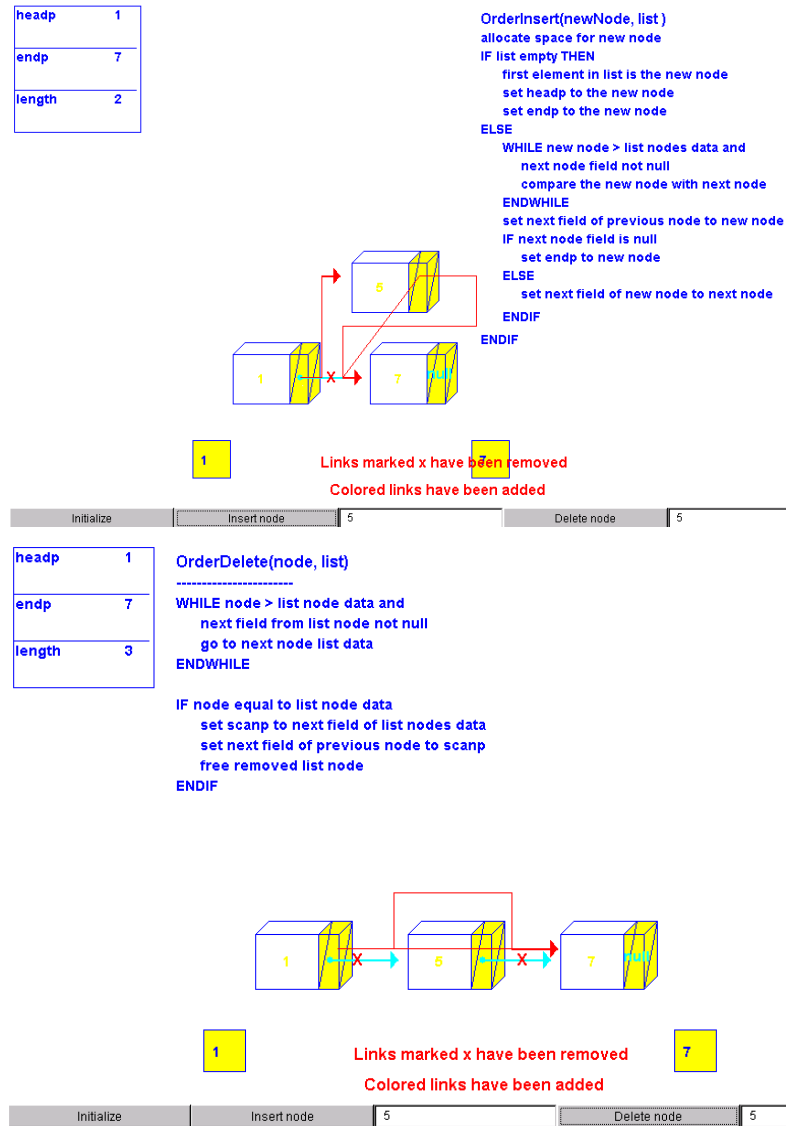 headp 1
endp 7
length 2
OrderInsert(newNode, list )
allocate space for new node
IF list empty THEN
first element in list is the new node
set headp to the new node
set endp to the new node
ELSE
WHILE new node > list nodes data and
next node field not null
compare the new node with next node
ENDWHILE
set next field of previous node to new node
IF next node field is null
set endp to new node
ELSE
set next field of new node to next node
ENDIF
ENDIF
5
1 X 7 null
1 7
Links marked x have been removed
Colored links have been added
Initialize Insert node 5 Delete node 5
headp 1
endp 7
length 3
OrderDelete(node, list)
-----------------------
WHILE node > list node data and
next field from list node not null
go to next node list data
ENDWHILE
IF node equal to list node data
set scanp to next field of list nodes data
set next field of previous node to scanp
free removed list node
ENDIF
1 X 5 X 7 null
1 7
Links marked x have been removed
Colored links have been added
Initialize Insert node 5 Delete node 5